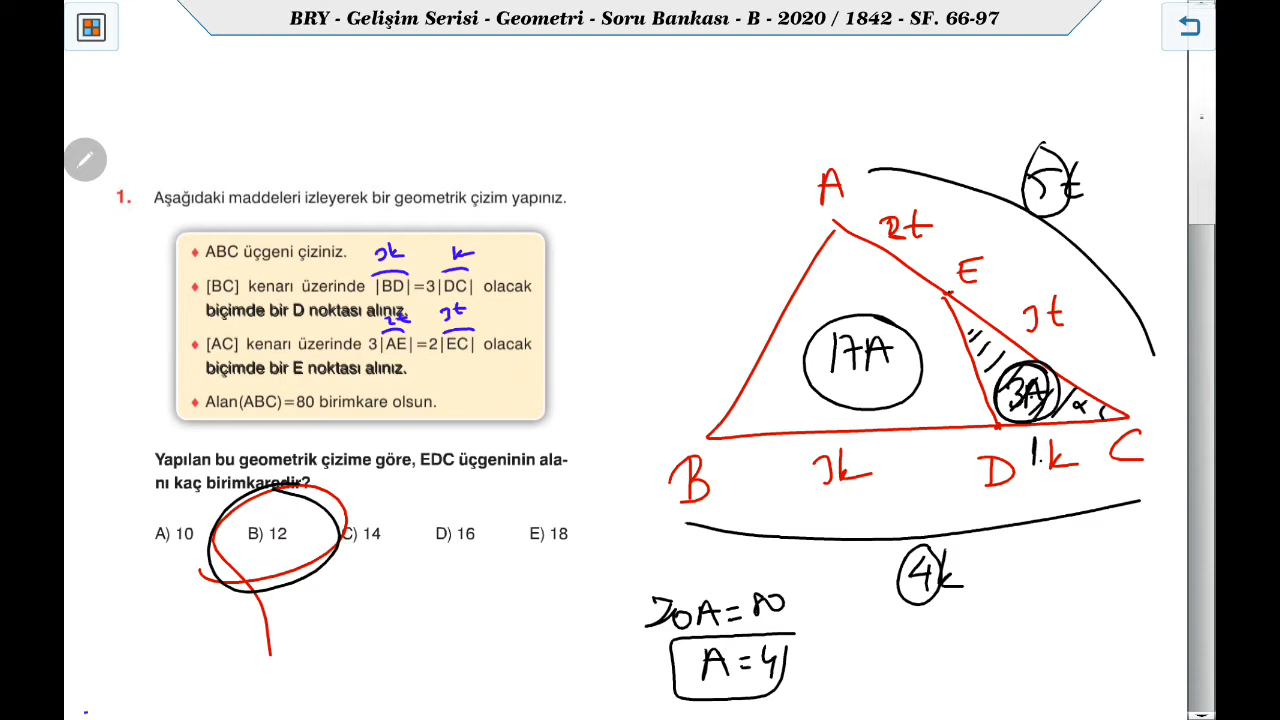 BRY - Gelişim Serisi - Geometri - Soru Bankası - B - 2020 / 1842 - SF. 66-97
1. Aşağıdaki maddeleri izleyerek bir geometrik çizim yapınız.
♦ ABC üçgeni çiziniz.
3k k
♦ [BC] kenarı üzerinde |BD|=3|DC| olacak
biçimde bir D noktası alınız.
2t 3t
♦ [AC] kenarı üzerinde 3|AE|=2|EC| olacak
biçimde bir E noktası alınız.
♦ Alan(ABC)=80 birimkare olsun.
Yapılan bu geometrik çizime göre, EDC üçgeninin ala-
nı kaç birimkaredir?
A) 10 B) 12 C) 14 D) 16 E) 18
5t
A
2t
E
3t
17A
3A
α
B
3k
D
1.k
C
4k
20A = 80
A = 4